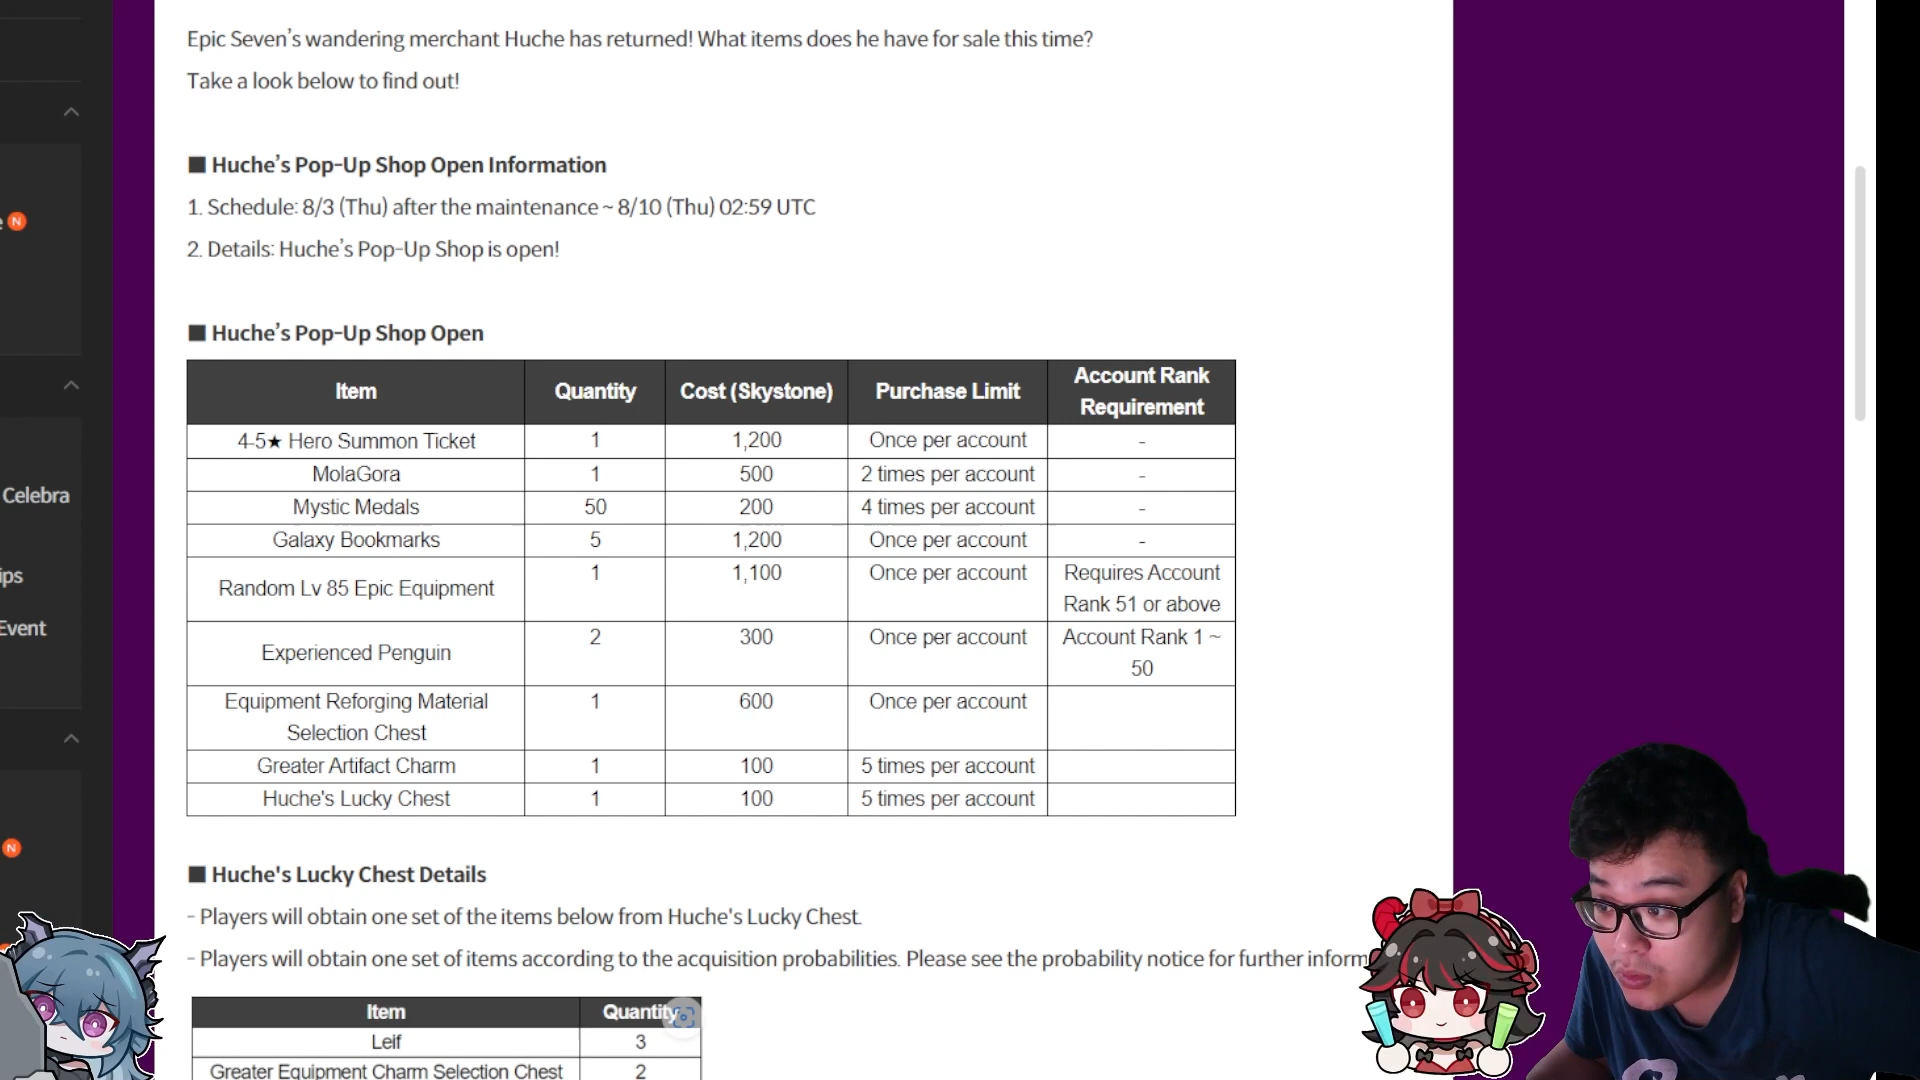 Epic Seven's wandering merchant Huche has returned! What items does he have for sale this time?
Take a look below to find out!
■ Huche's Pop-Up Shop Open Information
1. Schedule: 8/3 (Thu) after the maintenance ~ 8/10 (Thu) 02:59 UTC
2. Details: Huche's Pop-Up Shop is open!
■ Huche's Pop-Up Shop Open
Item Quantity Cost (Skystone) Purchase Limit Account Rank Requirement
4-5★ Hero Summon Ticket 1 1,200 Once per account -
MolaGora 1 500 2 times per account -
Mystic Medals 50 200 4 times per account -
Galaxy Bookmarks 5 1,200 Once per account -
Random Lv 85 Epic Equipment 1 1,100 Once per account Requires Account Rank 51 or above
Experienced Penguin 2 300 Once per account Account Rank 1 ~ 50
Equipment Reforging Material Selection Chest 1 600 Once per account
Greater Artifact Charm 1 100 5 times per account
Huche's Lucky Chest 1 100 5 times per account
■ Huche's Lucky Chest Details
- Players will obtain one set of the items below from Huche's Lucky Chest.
- Players will obtain one set of items according to the acquisition probabilities. Please see the probability notice for further inform
Item Quantity
Leif 3
Greater Equipment Charm Selection Chest 2
N
Celebra
ips
Event
N